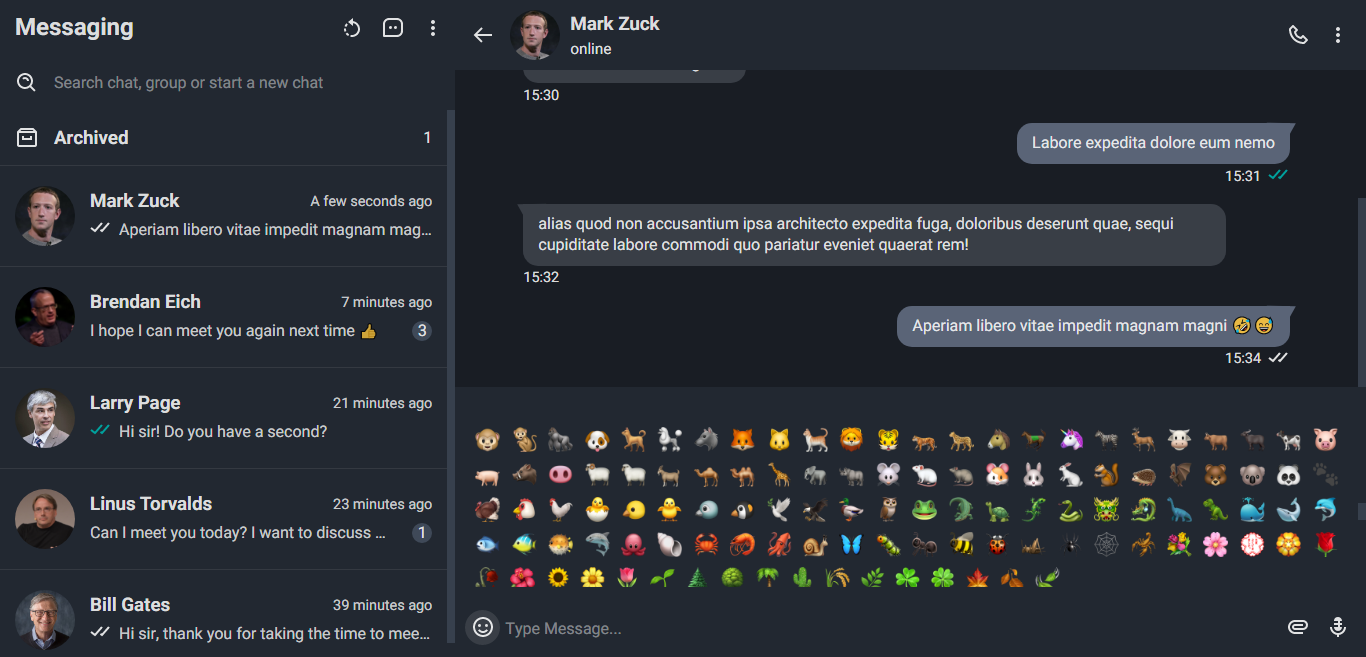 Messaging
Search chat, group or start a new chat
Archived 1
Mark Zuck A few seconds ago
Aperiam libero vitae impedit magnam mag...
Brendan Eich 7 minutes ago
I hope I can meet you again next time 👍 3
Larry Page 21 minutes ago
Hi sir! Do you have a second?
Linus Torvalds 23 minutes ago
Can I meet you today? I want to discuss ... 1
Bill Gates 39 minutes ago
Hi sir, thank you for taking the time to mee...
Mark Zuck
online
15:30
Labore expedita dolore eum nemo
15:31
alias quod non accusantium ipsa architecto expedita fuga, doloribus deserunt quae, sequi
cupiditate labore commodi quo pariatur eveniet quaerat rem!
15:32
Aperiam libero vitae impedit magnam magni 🤣 😅
15:34
Type Message...